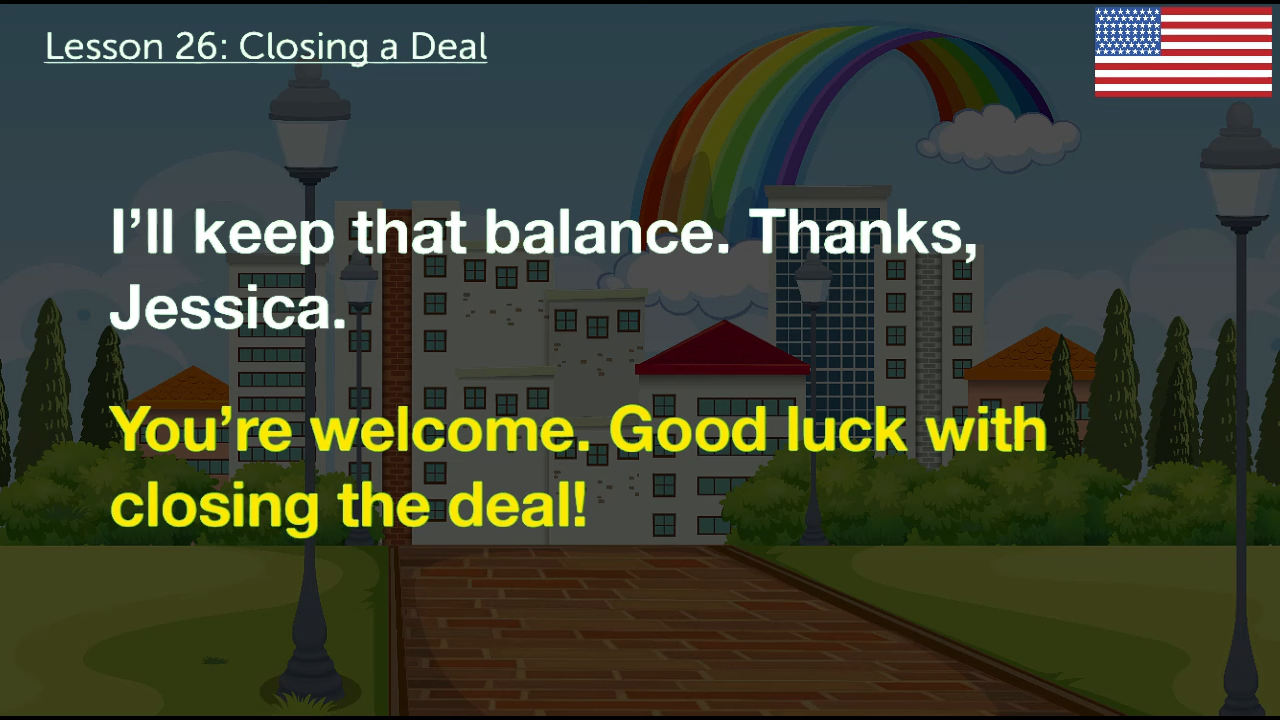 Lesson 26: Closing a Deal
I’ll keep that balance. Thanks,
Jessica.
You’re welcome. Good luck with
closing the deal!